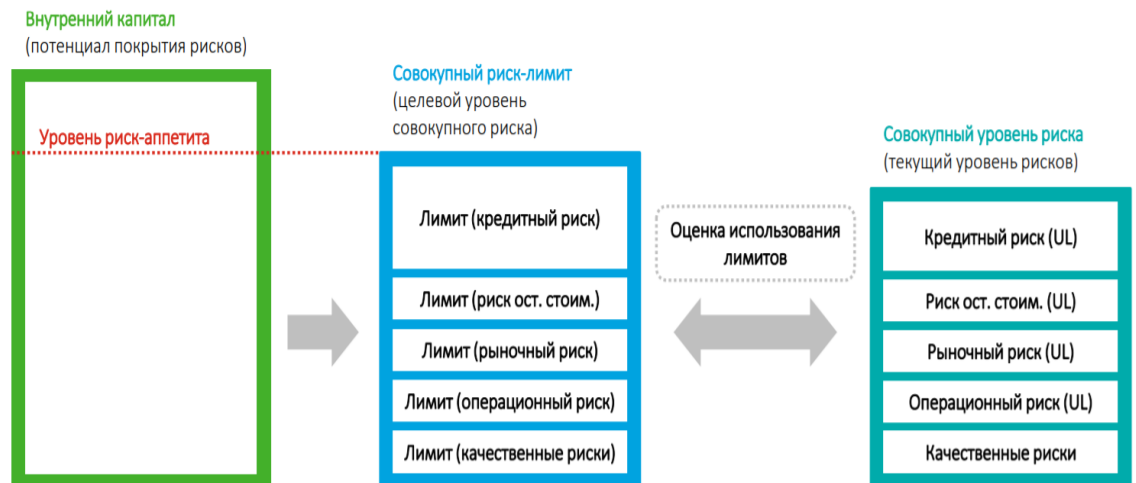 Внутренний капитал
(потенциал покрытия рисков)
Уровень риск-аппетита
Совокупный риск-лимит
(целевой уровень
совокупного риска)
Лимит (кредитный риск)
Лимит (риск ост. стоим.)
Лимит (рыночный риск)
Лимит (операционный риск)
Лимит (качественные риски)
Оценка использования
лимитов
Совокупный уровень риска
(текущий уровень рисков)
Кредитный риск (UL)
Риск ост. стоим. (UL)
Рыночный риск (UL)
Операционный риск (UL)
Качественные риски